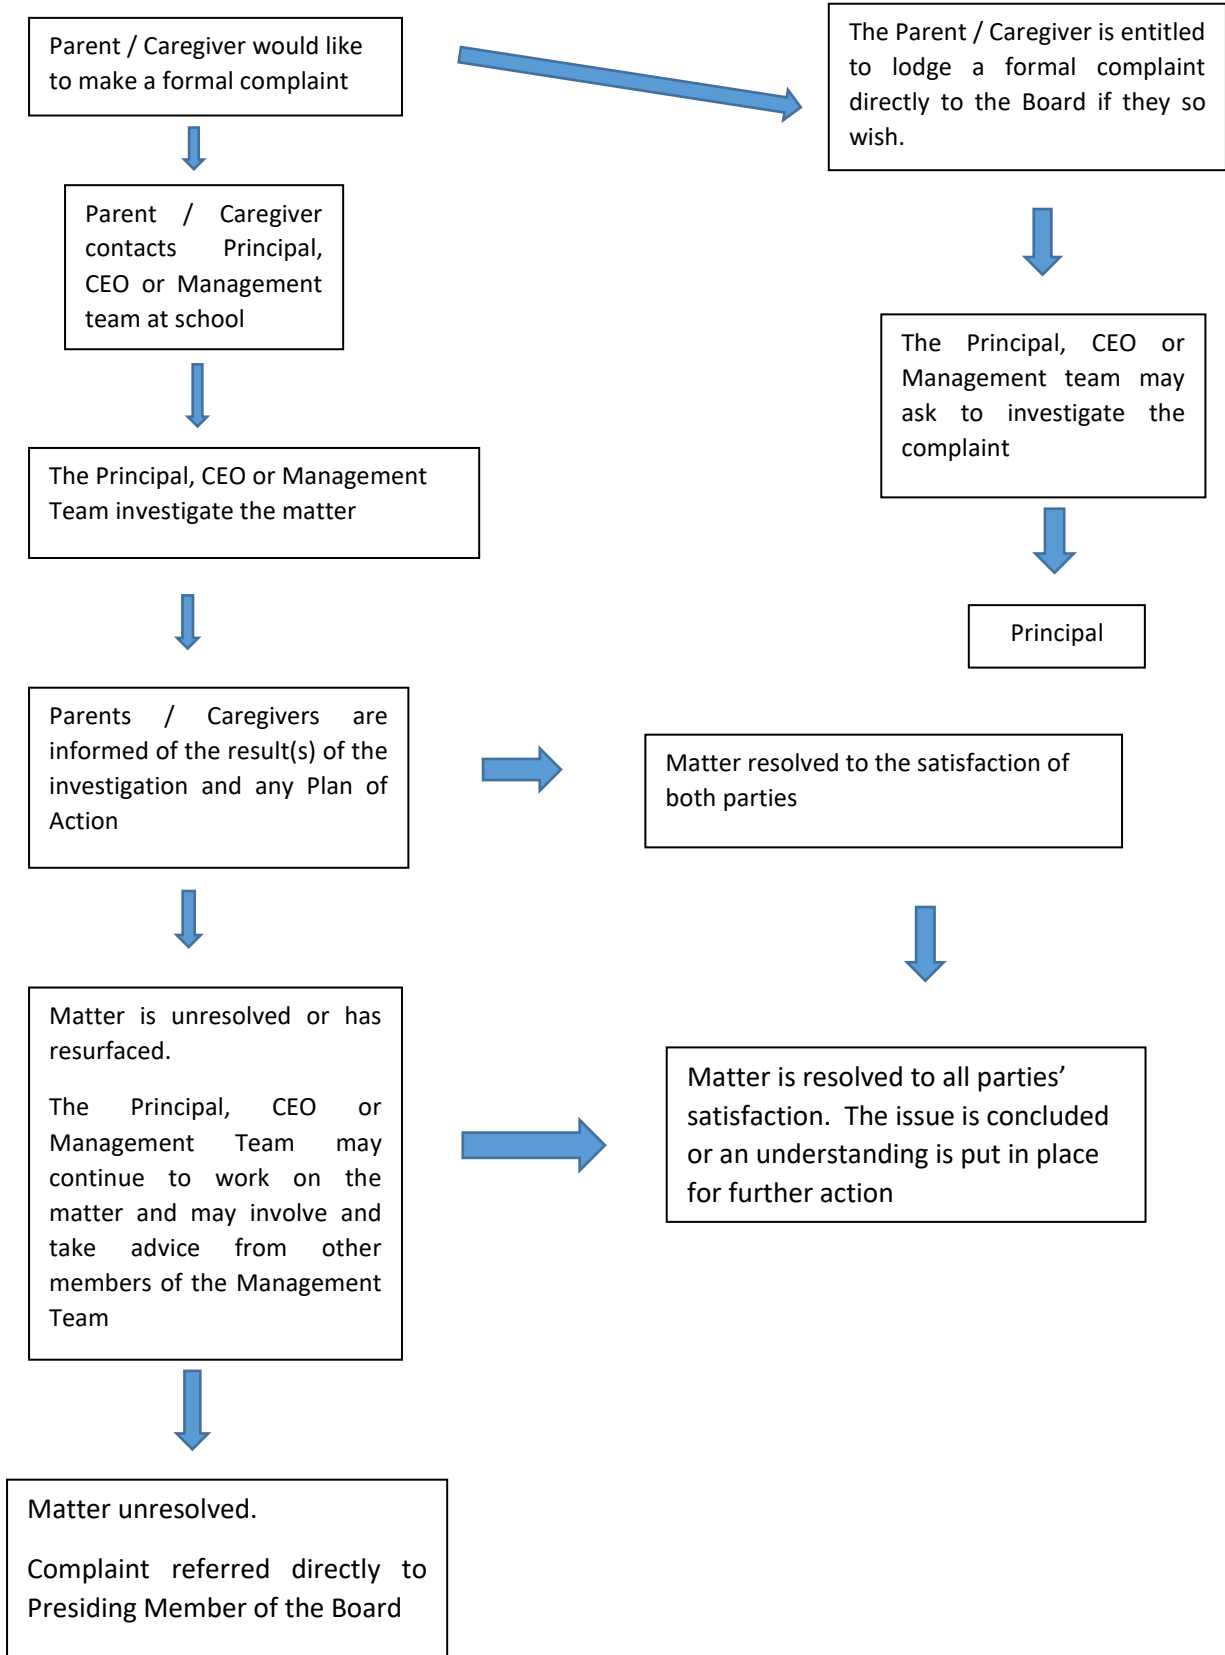 Parent / Caregiver would like
to make a formal complaint
The Parent / Caregiver is entitled
to lodge a formal complaint
directly to the Board if they so
wish.
Parent / Caregiver
contacts Principal,
CEO or Management
team at school
The Principal, CEO or
Management team may
ask to investigate the
complaint
The Principal, CEO or Management
Team investigate the matter
Principal
Parents / Caregivers are
informed of the result(s) of the
investigation and any Plan of
Action
Matter resolved to the satisfaction of
both parties
Matter is unresolved or has
resurfaced.
The Principal, CEO or
Management Team may
continue to work on the
matter and may involve and
take advice from other
members of the Management
Team
Matter is resolved to all parties’
satisfaction. The issue is concluded
or an understanding is put in place
for further action
Matter unresolved.
Complaint referred directly to
Presiding Member of the Board